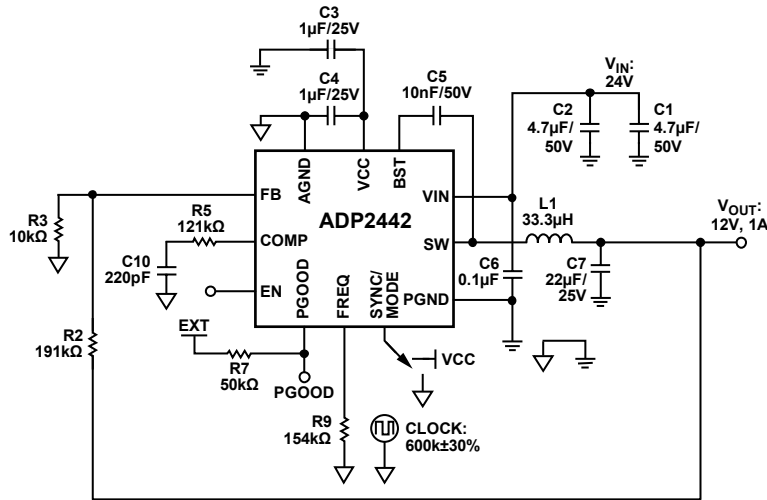 C3
1µF/25V
C4
1µF/25V
C5
10nF/50V
VIN:
24V
C2
4.7µF/
50V
C1
4.7µF/
50V
AGND
VCC
BST
FB
VIN
ADP2442
R3
10kΩ
R5
121kΩ
COMP
SW
L1
33.3µH
VOUT:
12V, 1A
C10
220pF
C6
0.1µF
C7
22µF/
25V
EN
PGOOD
FREQ
SYNC/
MODE
PGND
EXT
R2
191kΩ
R7
50kΩ
PGOOD
VCC
R9
154kΩ
CLOCK:
600k±30%